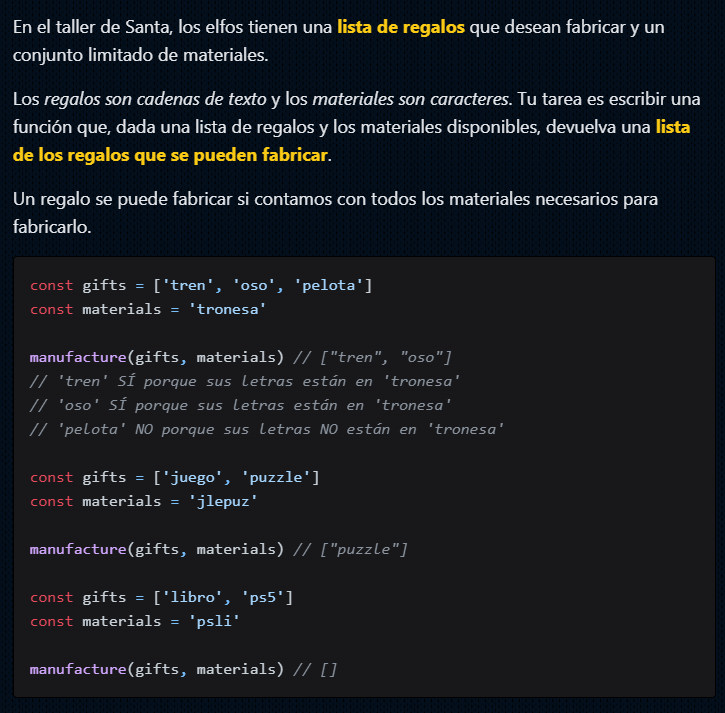 En el taller de Santa, los elfos tienen una lista de regalos que desean fabricar y un
conjunto limitado de materiales.
Los regalos son cadenas de texto y los materiales son caracteres. Tu tarea es escribir una
función que, dada una lista de regalos y los materiales disponibles, devuelva una lista
de los regalos que se pueden fabricar.
Un regalo se puede fabricar si contamos con todos los materiales necesarios para
fabricarlo.
const gifts = ['tren', 'oso', 'pelota']
const materials = 'tronesa'
manufacture(gifts, materials) // ["tren", "oso"]
// 'tren' SÍ porque sus letras están en 'tronesa'
// 'oso' SÍ porque sus letras están en 'tronesa'
// 'pelota' NO porque sus letras NO están en 'tronesa'
const gifts = ['juego', 'puzzle']
const materials = 'jlepuz'
manufacture(gifts, materials) // ["puzzle"]
const gifts = ['libro', 'ps5']
const materials = 'psli'
manufacture(gifts, materials) // []